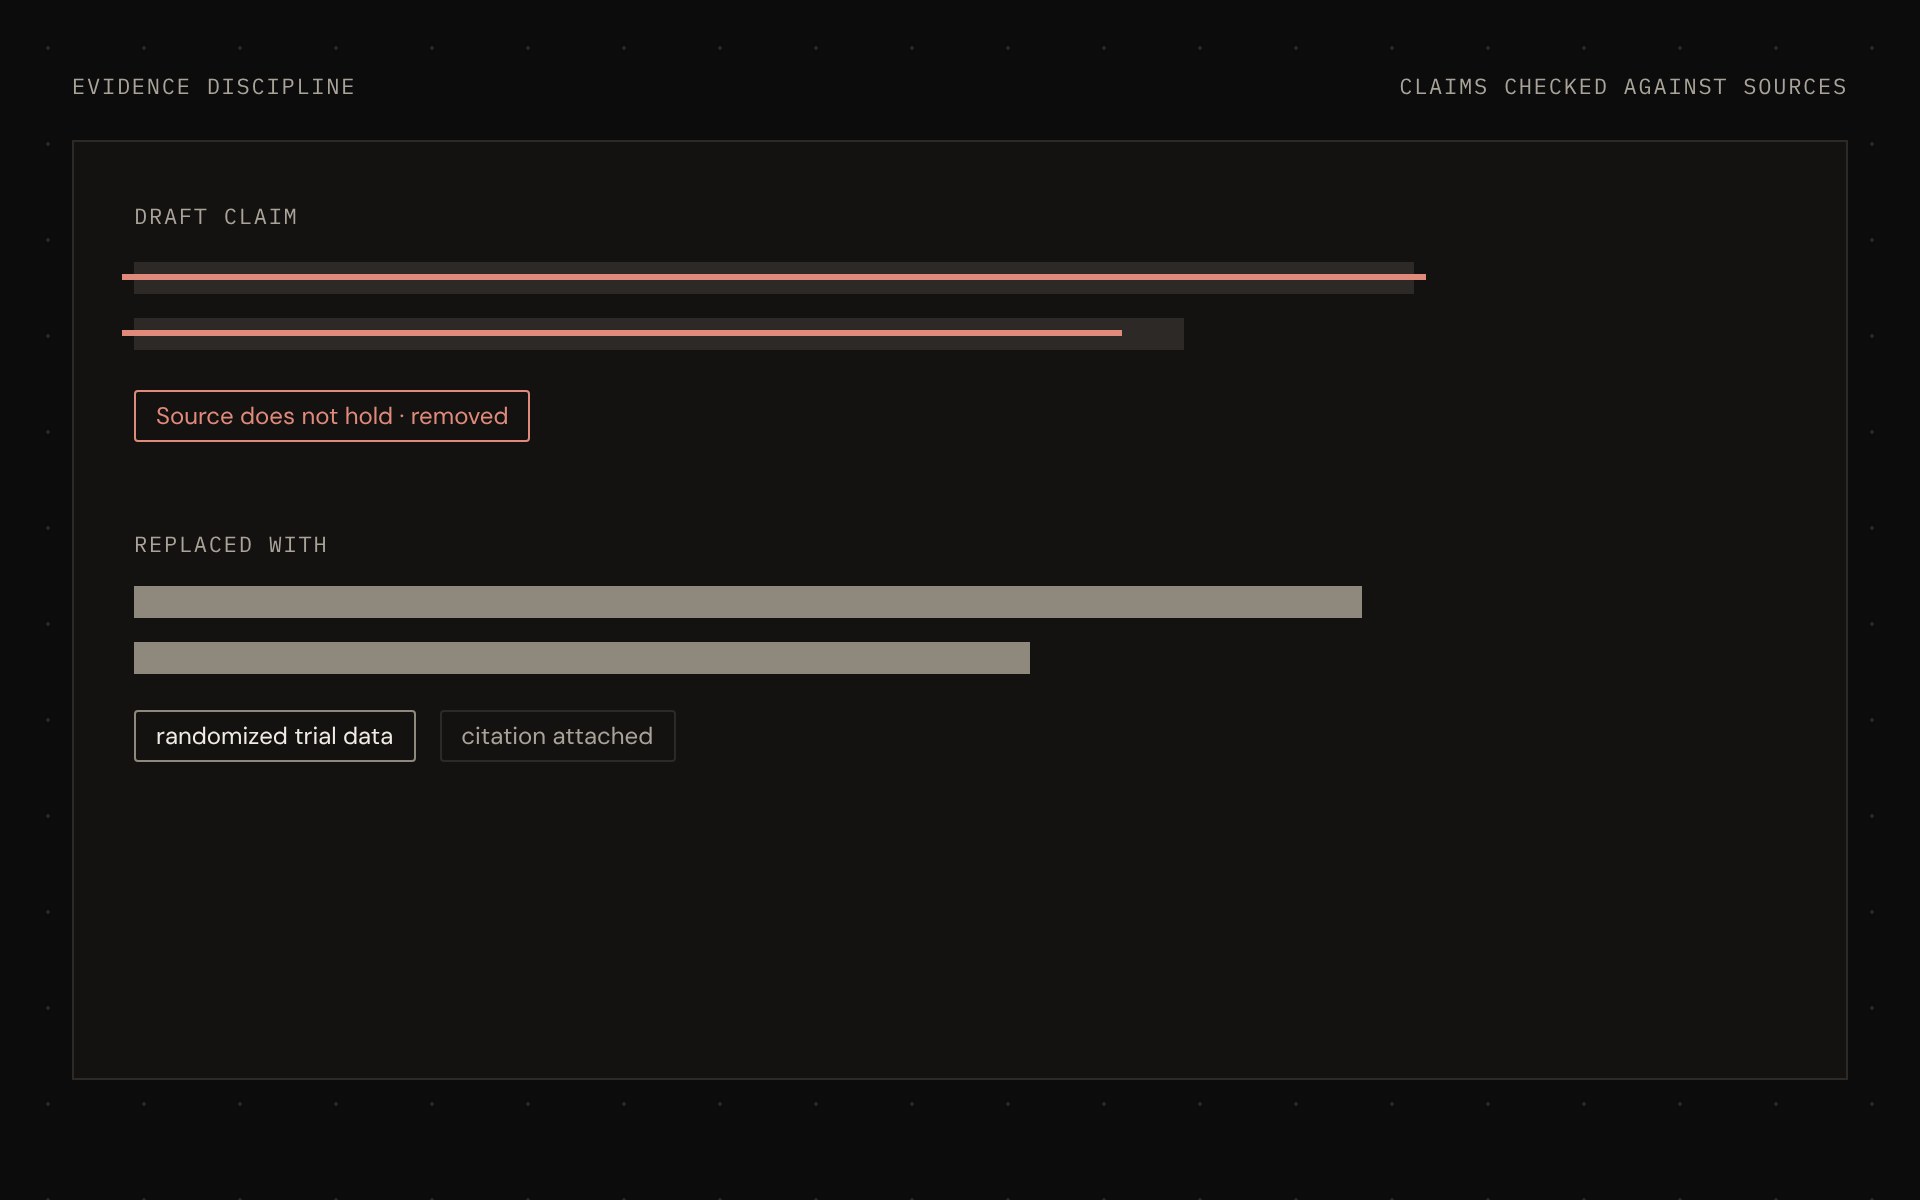 EVIDENCE DISCIPLINE
CLAIMS CHECKED AGAINST SOURCES
DRAFT CLAIM
Source does not hold · removed
REPLACED WITH
randomized trial data
citation attached